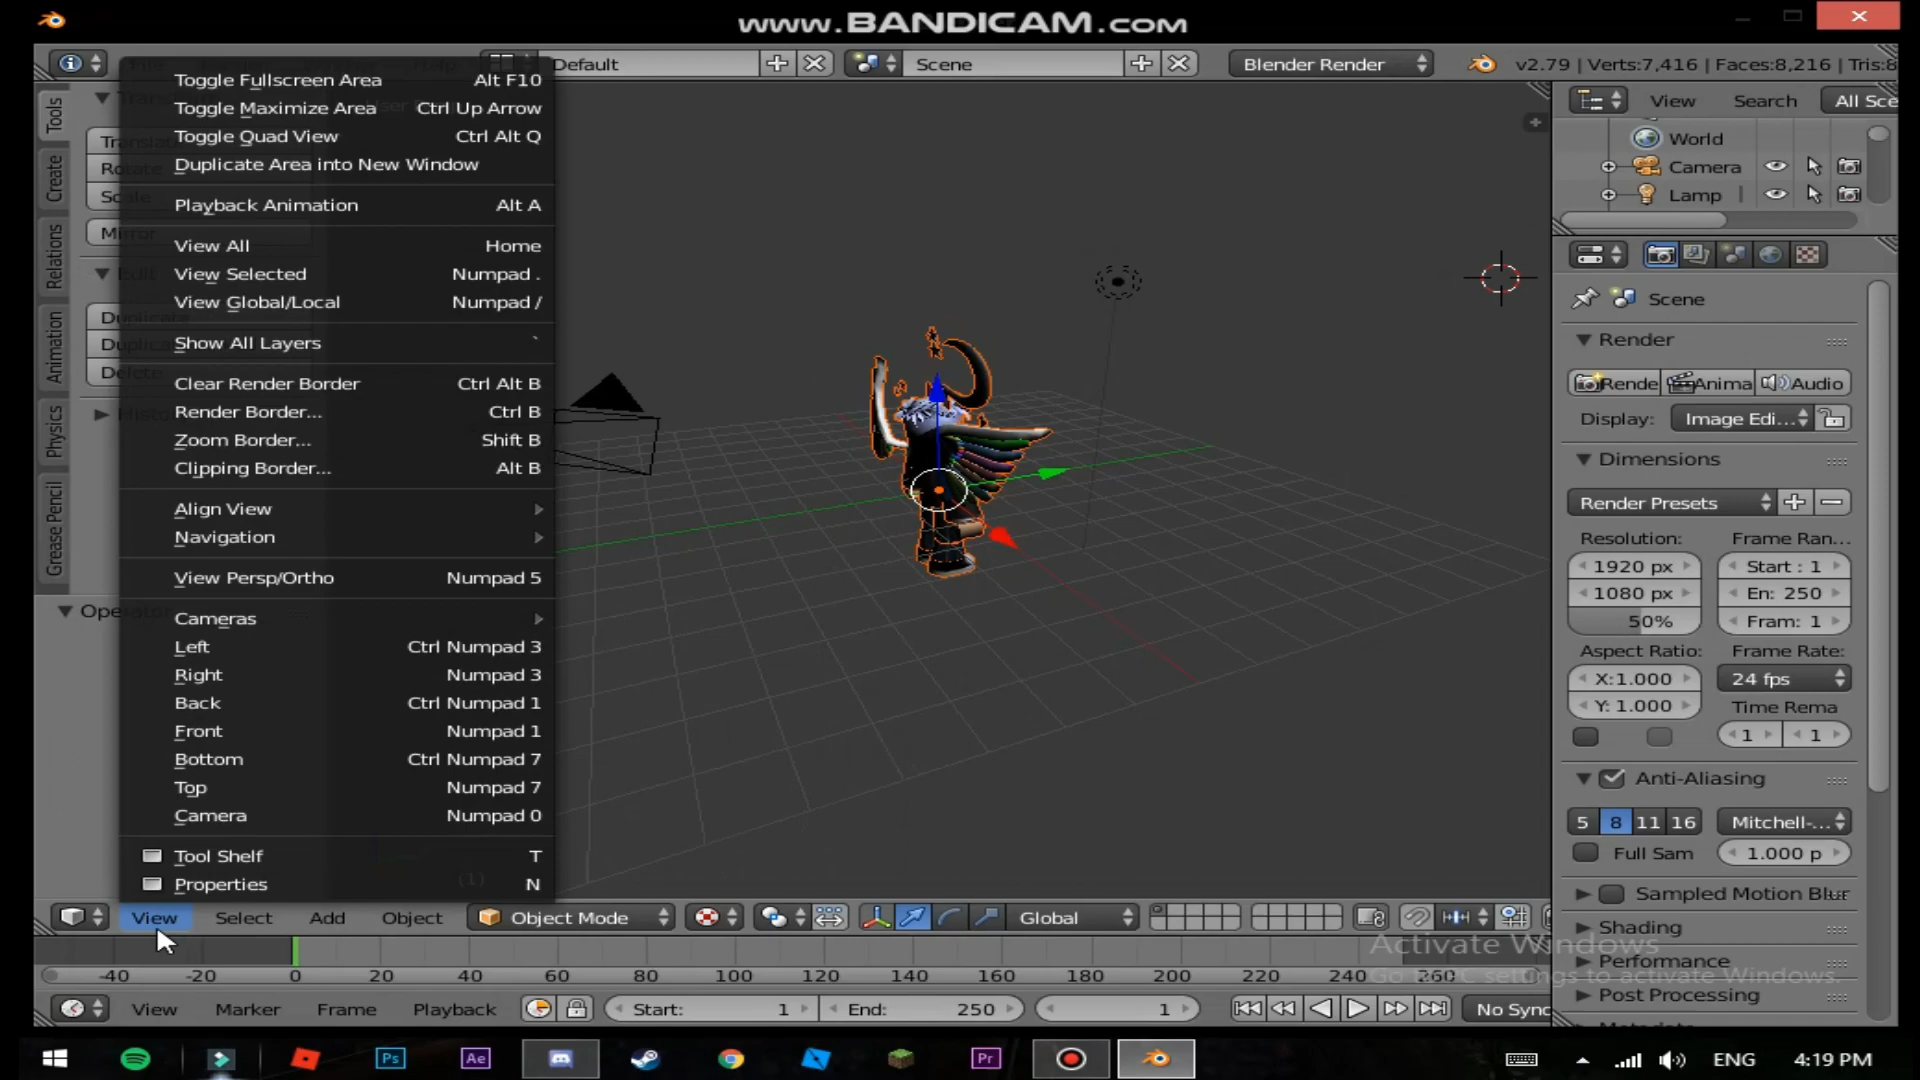 www.BANDICAM.com
Default
Scene
Blender Render
v2.79 | Verts:7,416 | Faces:8,216 | Tris:8
Toggle Fullscreen Area Alt F10
Toggle Maximize Area Ctrl Up Arrow
Toggle Quad View Ctrl Alt Q
Duplicate Area into New Window
Playback Animation Alt A
View All Home
View Selected Numpad .
View Global/Local Numpad /
Show All Layers `
Clear Render Border Ctrl Alt B
Render Border... Ctrl B
Zoom Border... Shift B
Clipping Border... Alt B
Align View
Navigation
View Persp/Ortho Numpad 5
Cameras
Left Ctrl Numpad 3
Right Numpad 3
Back Ctrl Numpad 1
Front Numpad 1
Bottom Ctrl Numpad 7
Top Numpad 7
Camera Numpad 0
Tool Shelf T
Properties N
(1)
Tools
Create
Relations
Animation
Physics
Grease Pencil
Trans
Transla
Rotate
Scale
Mirror
Duplicate
Duplic
Delete
Operator
View Search All Sce
World
Camera
Lamp
Scene
Render
Rende Anima Audio
Display: Image Edi...
Dimensions
Render Presets
Resolution: Frame Ran...
1920 px Start : 1
1080 px En: 250
50% Fram: 1
Aspect Ratio: Frame Rate:
X:1.000 24 fps
Y: 1.000 Time Rema
1 1
Anti-Aliasing
5 8 11 16 Mitchell-...
Full Sam 1.000 p
Sampled Motion Blur
Shading
Performance
Post Processing
View Select Add Object Object Mode Global
Activate Windows
Go to PC settings to activate Windows.
-40 -20 0 20 40 60 80 100 120 140 160 180 200 220 240 260
View Marker Frame Playback Start: 1 End: 250 1 No Sync
Ps Ae Pr ENG 4:19 PM